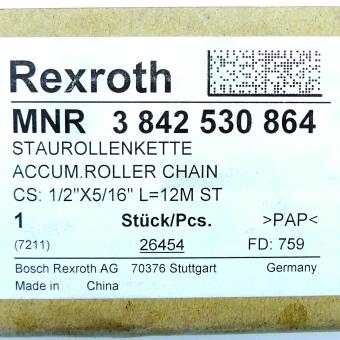 Rexroth
MNR 3 842 530 864
STAUROLLENKETTE
ACCUM.ROLLER CHAIN
CS: 1/2"X5/16" L=12M ST
1 Stück/Pcs. >PAP<
(7211) 26454 FD: 759
Bosch Rexroth AG 70376 Stuttgart Germany
Made in China